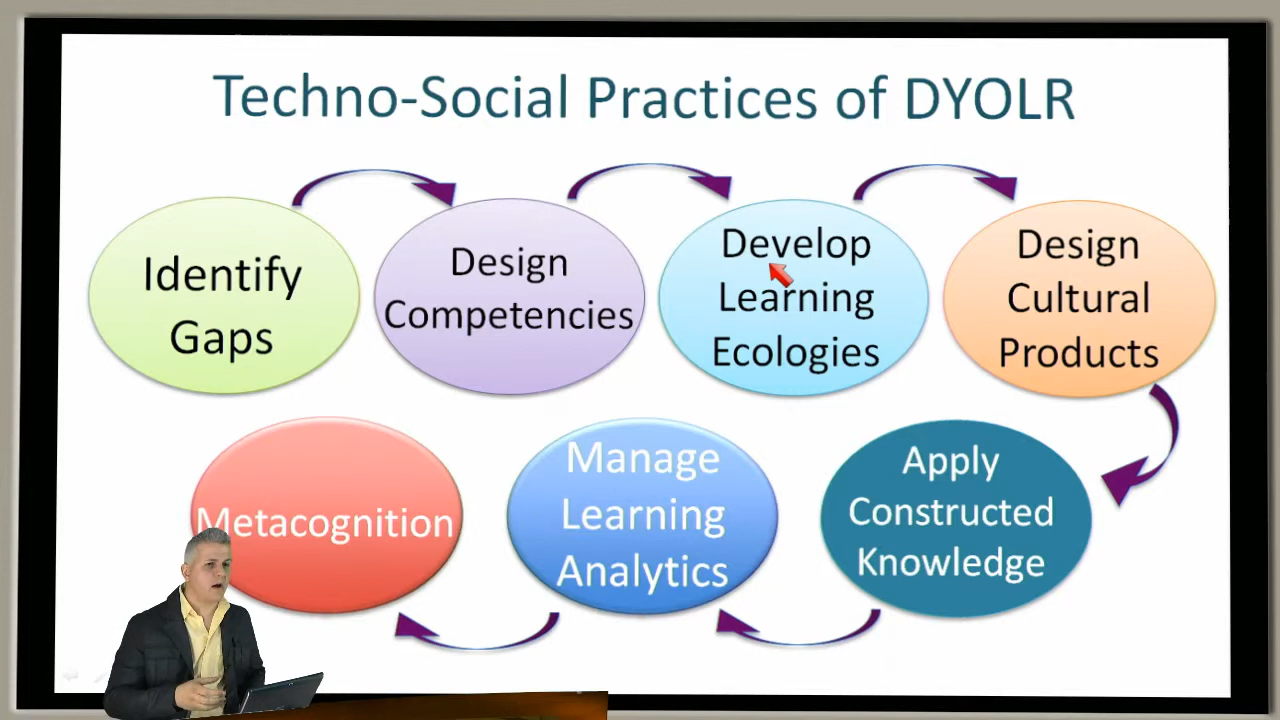 Techno-Social Practices of DYOLR
Identify
Gaps
Design
Competencies
Develop
Learning
Ecologies
Design
Cultural
Products
Apply
Constructed
Knowledge
Manage
Learning
Analytics
Metacognition